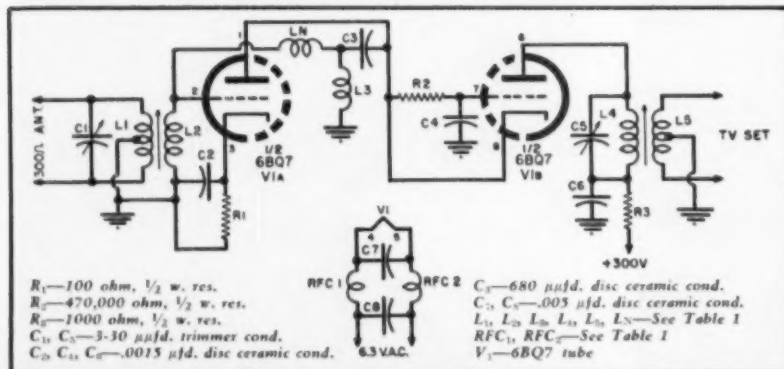 LN
C3
1
L3
2
3
1/2
6BQ7
V1A
300Ω ANT.
C1
L1
L2
C2
R1
R2
C4
6
7
8
1/2
6BQ7
V1B
C5
L4
L5
C6
R3
+300V
TV SET
V1
4
5
C7
RFC 1
RFC 2
C8
6.3 V.A.C.
R₁—100 ohm, ½ w. res.
R₂—470,000 ohm, ½ w. res.
R₃—1000 ohm, ½ w. res.
C₁, C₅—3-30 μμfd. trimmer cond.
C₂, C₄, C₆—.0015 μfd. disc ceramic cond.
C₃—680 μμfd. disc ceramic cond.
C₇, C₈—.005 μfd. disc ceramic cond.
L₁, L₂, L₃, L₄, L₅, LN—See Table 1
RFC₁, RFC₂—See Table 1
V₁—6BQ7 tube